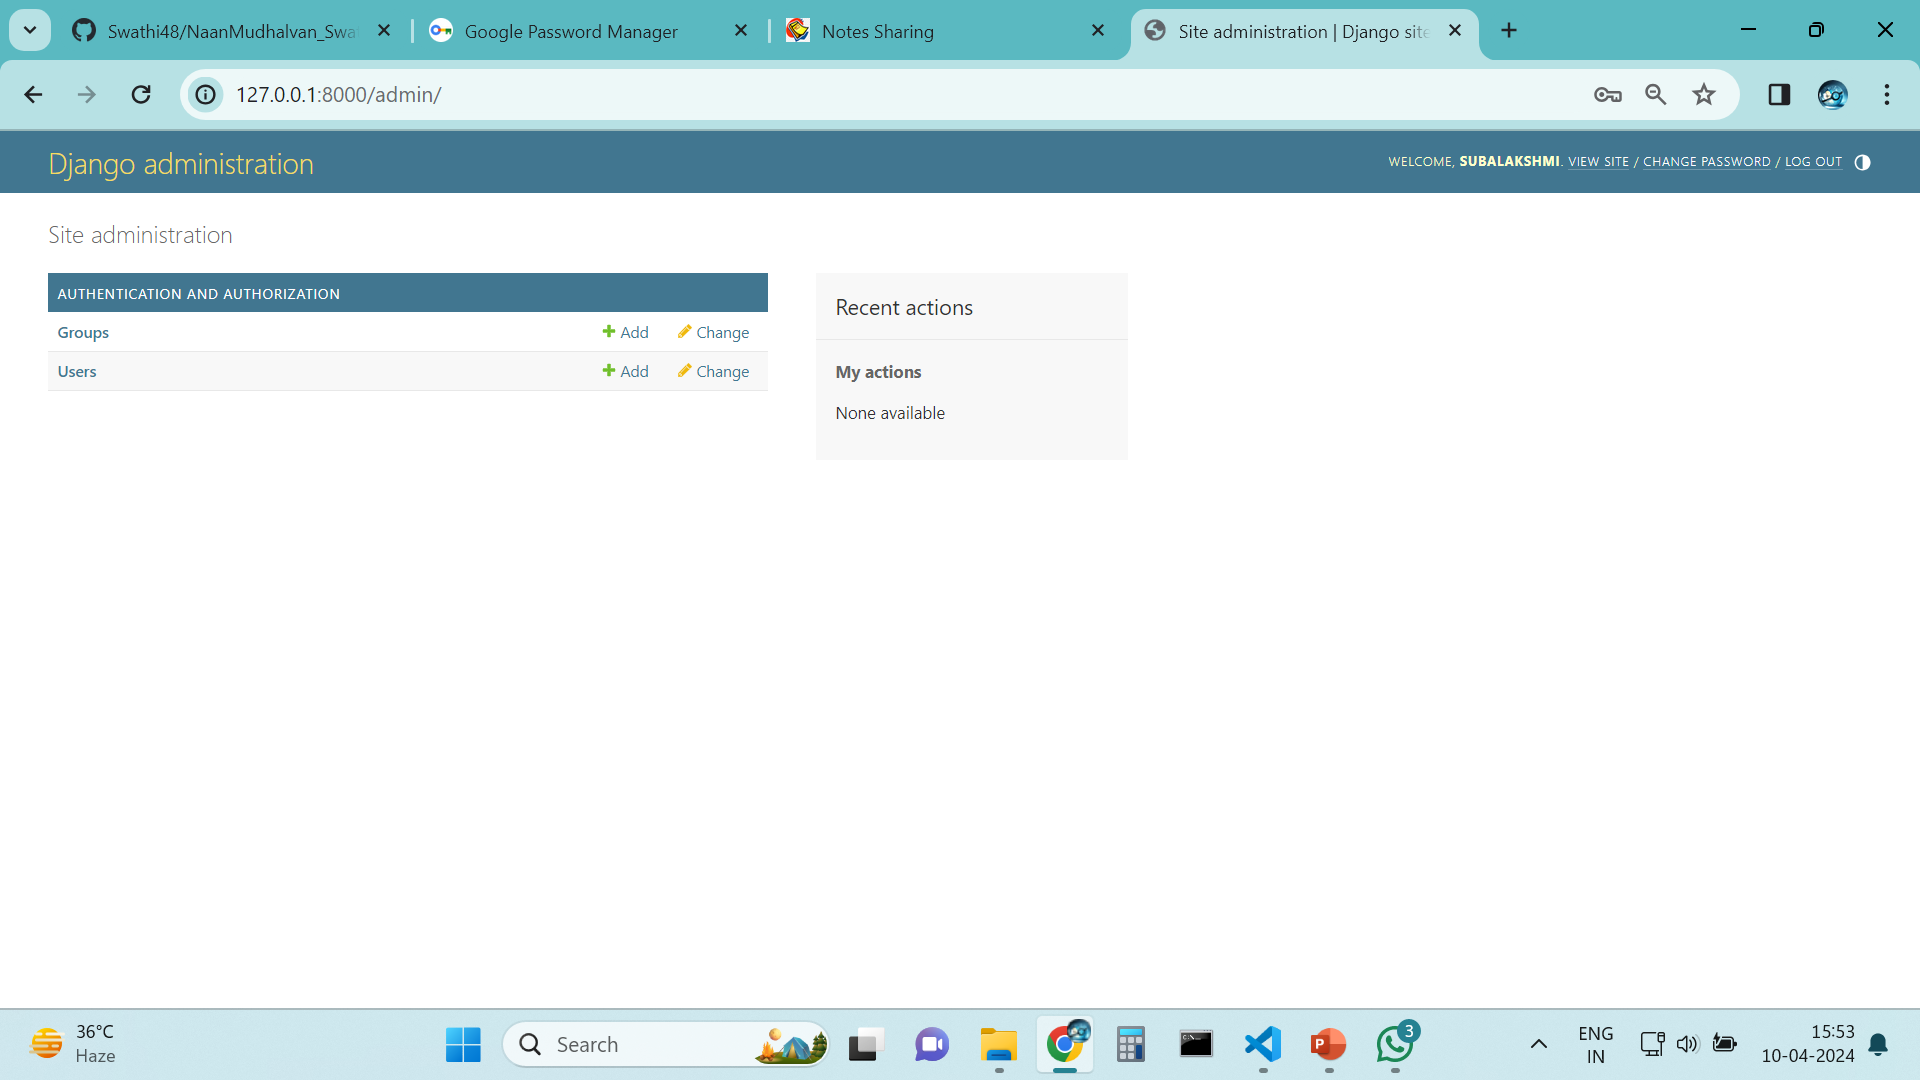 Swathi48/NaanMudhalvan_Swa
Google Password Manager
Notes Sharing
Site administration | Django site
127.0.0.1:8000/admin/
Django administration
WELCOME, SUBALAKSHMI. VIEW SITE / CHANGE PASSWORD / LOG OUT
Site administration
AUTHENTICATION AND AUTHORIZATION
Groups Add Change
Users Add Change
Recent actions
My actions
None available
36°C
Haze
Search
P
3
ENG
IN
15:53
10-04-2024